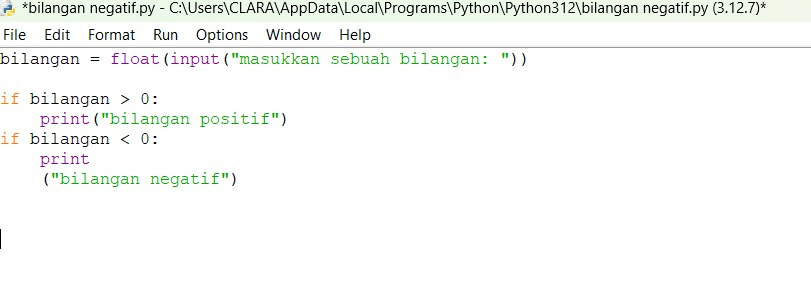 *bilangan negatif.py - C:\Users\CLARA\AppData\Local\Programs\Python\Python312\bilangan negatif.py (3.12.7)*
File Edit Format Run Options Window Help
bilangan = float(input("masukkan sebuah bilangan: "))
if bilangan > 0:
    print("bilangan positif")
if bilangan < 0:
    print
    ("bilangan negatif")